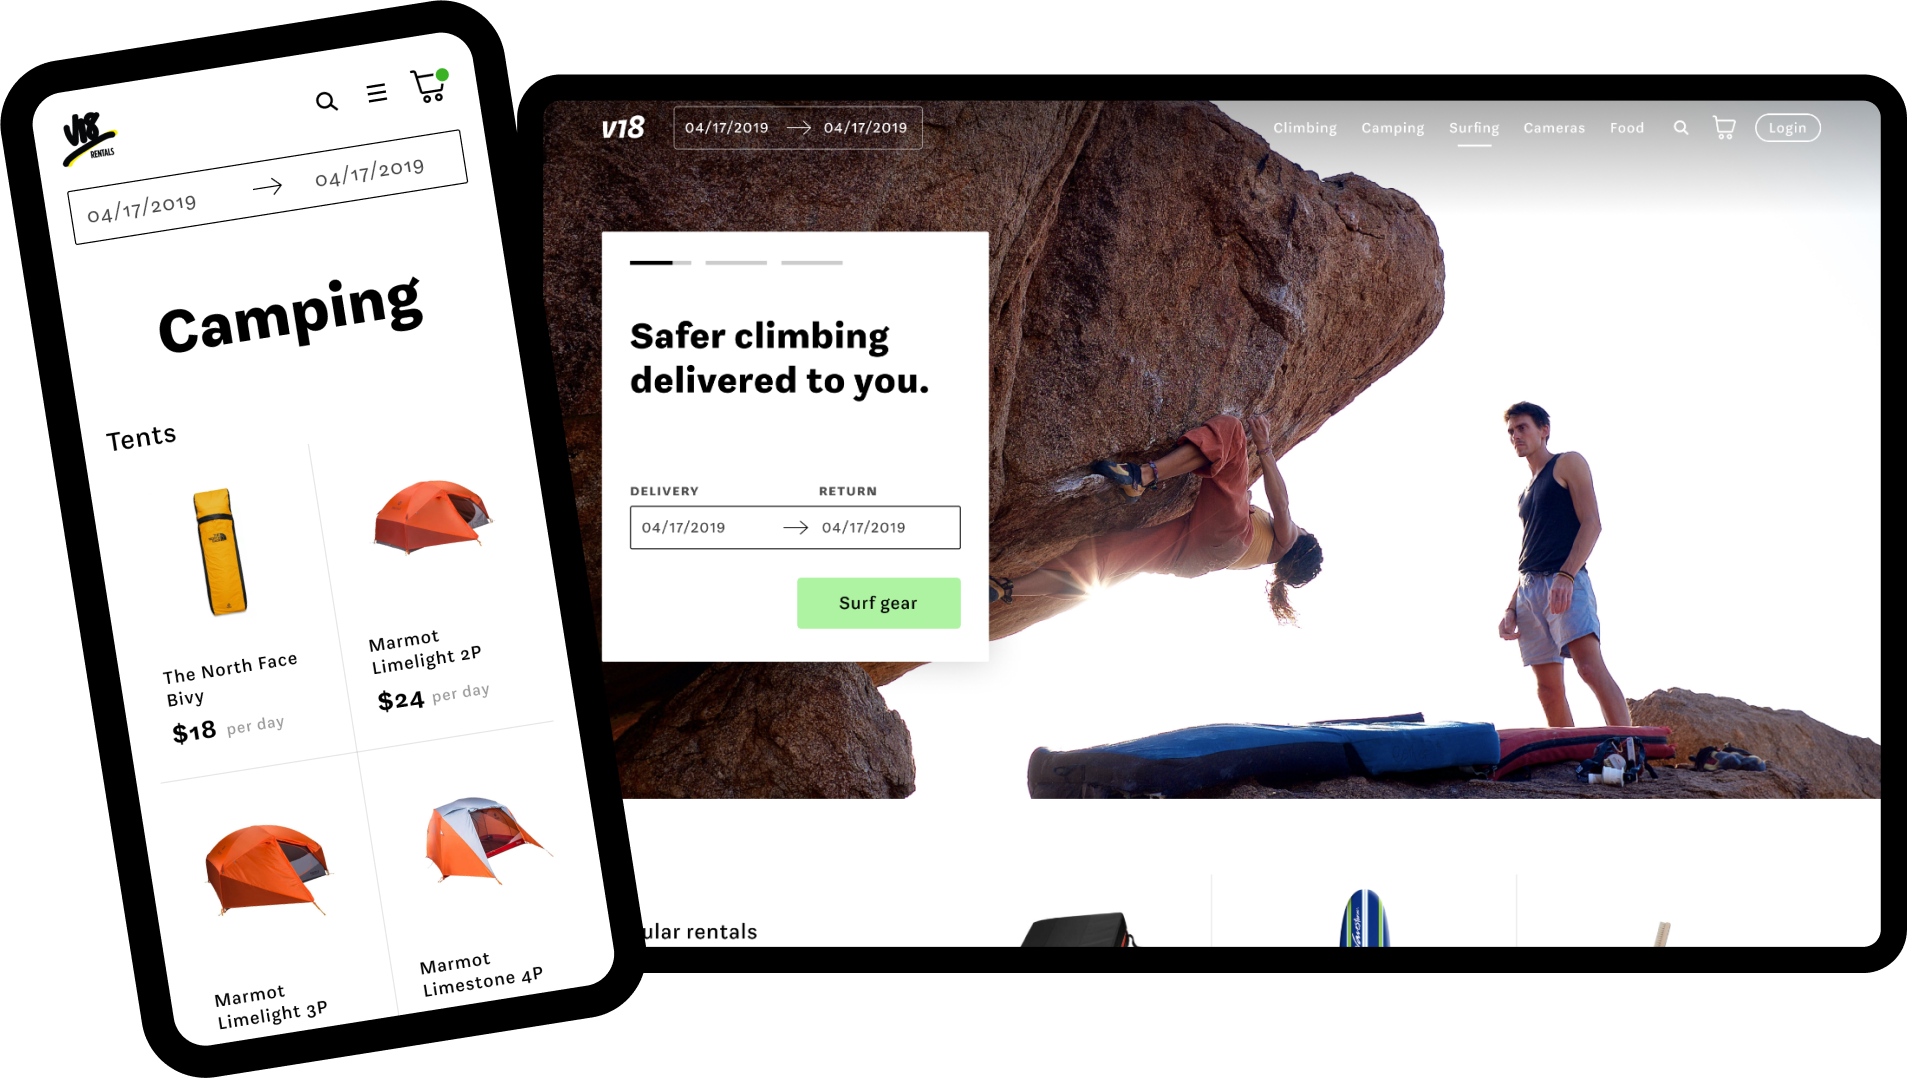 V18
RENTALS
04/17/2019 → 04/17/2019
Camping
Tents
The North Face
Bivy
$18 per day
Marmot
Limelight 2P
$24 per day
Marmot
Limelight 3P
Marmot
Limestone 4P
v18
04/17/2019 → 04/17/2019
Climbing Camping Surfing Cameras Food Login
Safer climbing
delivered to you.
DELIVERY RETURN
04/17/2019 → 04/17/2019
Surf gear
ular rentals